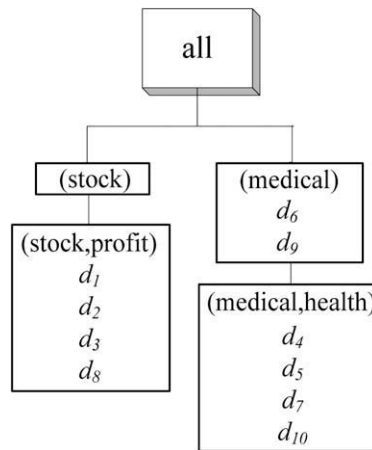 all
(stock)
(stock,profit)
d1
d2
d3
d8
(medical)
d6
d9
(medical,health)
d4
d5
d7
d10